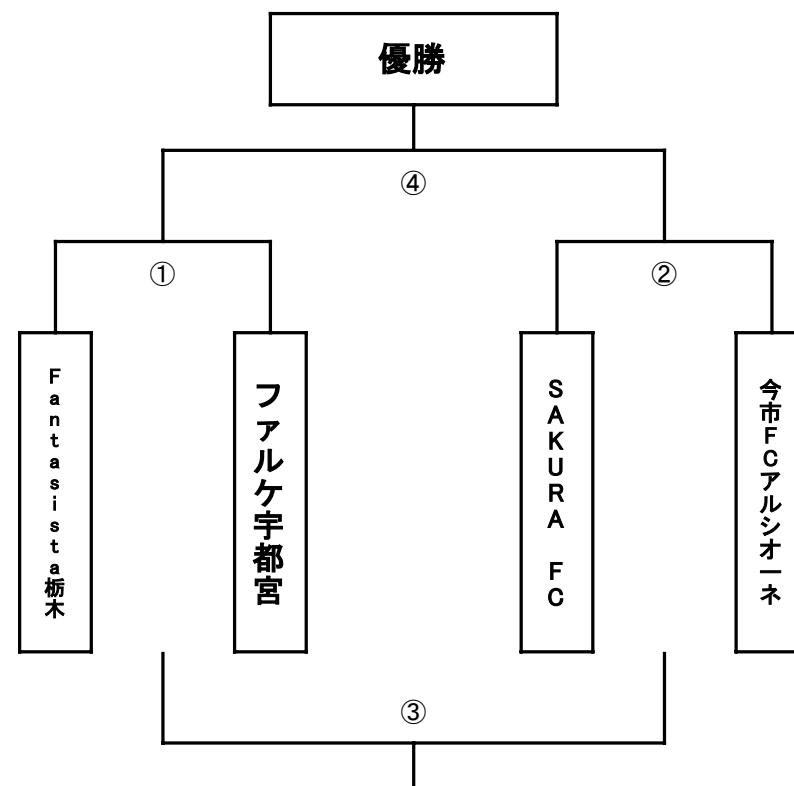 優勝
④
①
②
Fantasista栃木
ファルケ宇都宮
SAKURA FC
今市FCアルシオーネ
③